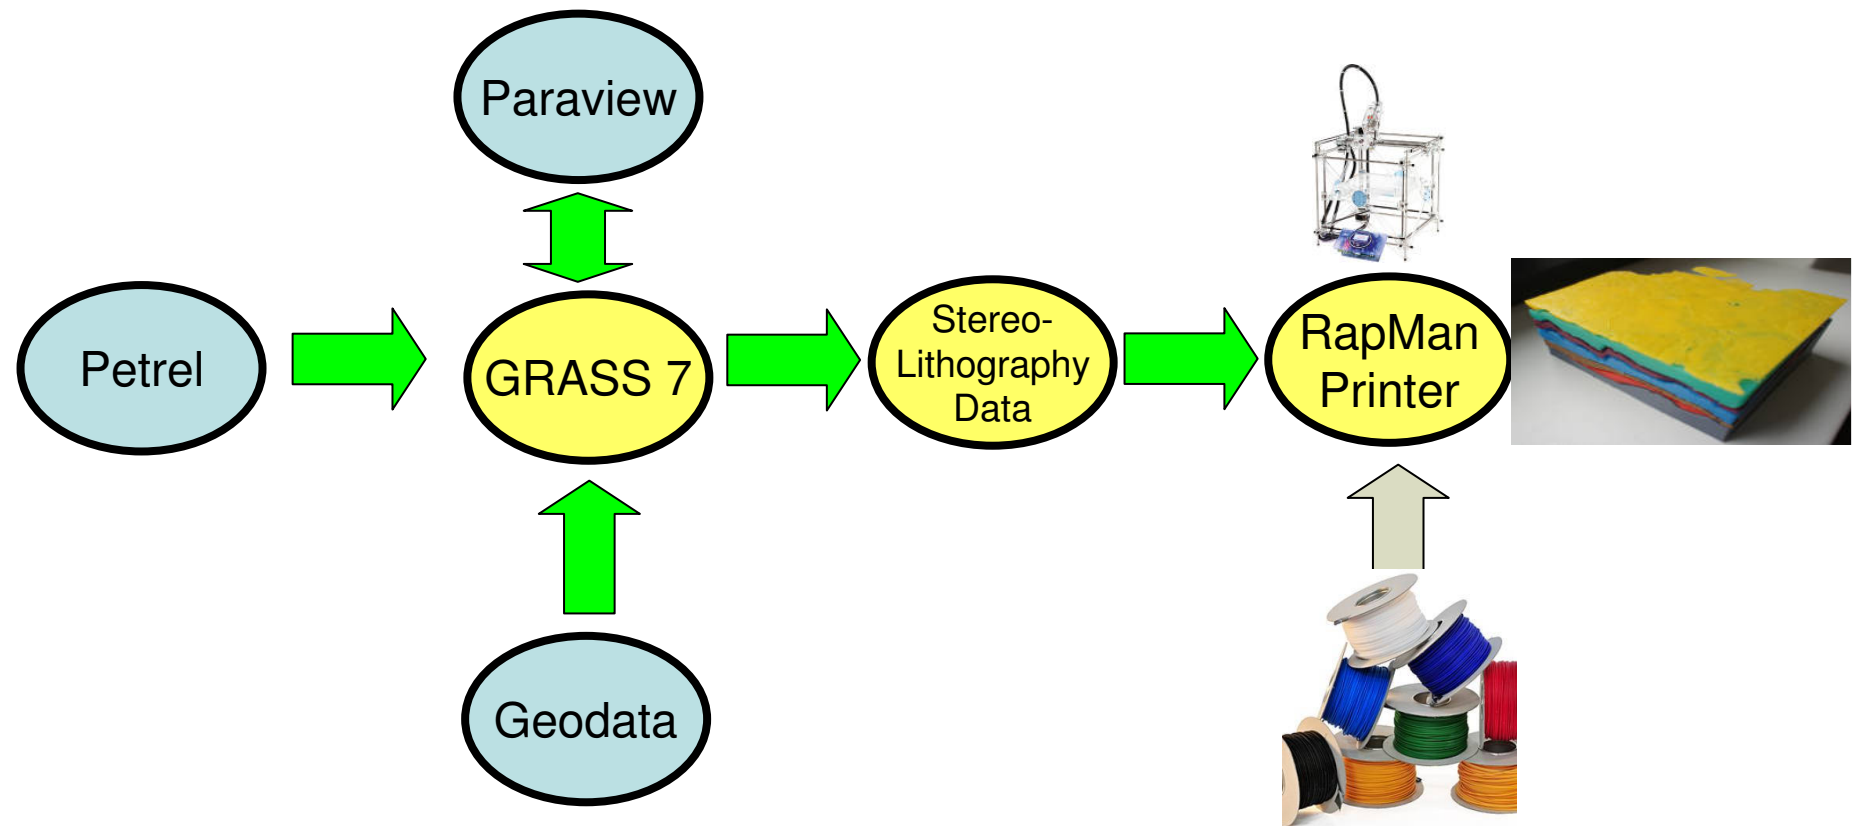 Paraview
Petrel
GRASS 7
Stereo-
Lithography
Data
RapMan
Printer
Geodata